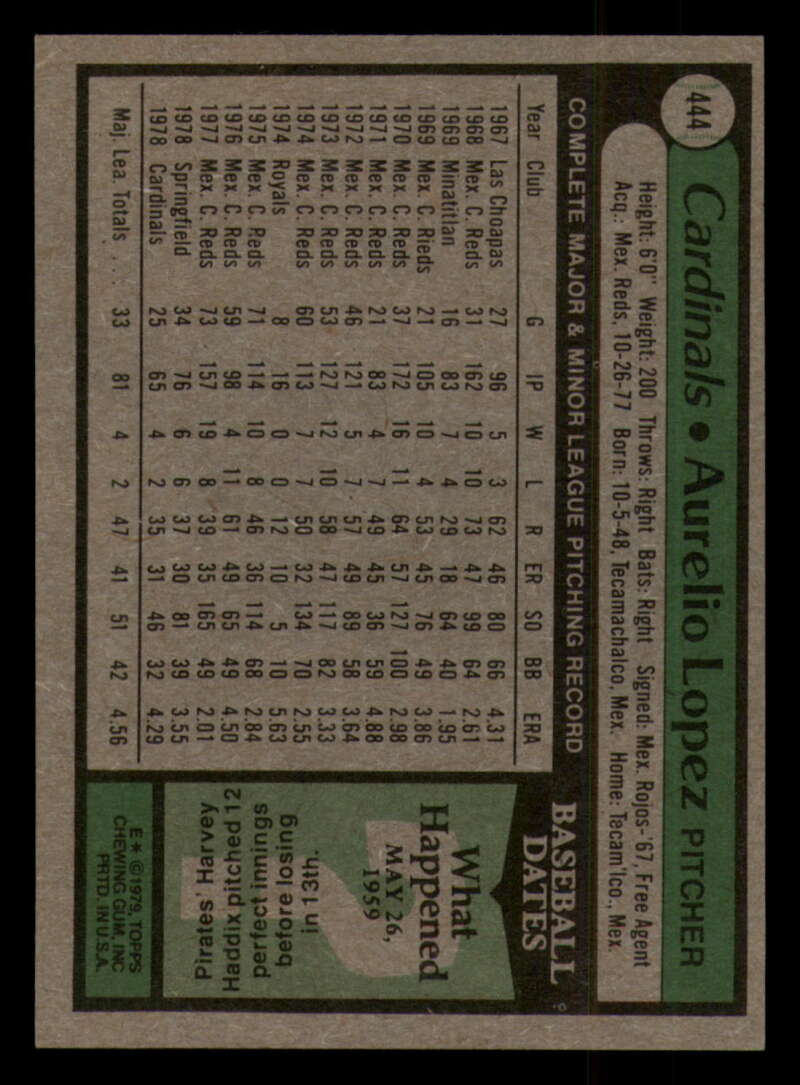 444
Cardinals • Aurelio Lopez PITCHER
Height: 6'0" Weight: 200 Throws: Right Bats: Right Signed: Mex. Rojos-'67, Free Agent
Acq.: Mex. Reds, 10-26-77 Born: 10-5-48, Tecamachalco, Mex. Home: Tecam'lco., Mex.
COMPLETE MAJOR & MINOR LEAGUE PITCHING RECORD
Year Club G IP W L R ER SO BB ERA
1967 Las Choapas 27 96 5 3 62 46 80 66 4.31
1968 Mex. C. Reds 31 162 10 10 73 47 99 64 2.61
1969 Minatitlan 16 83 7 4 29 18 64 40 1.95
1969 Mex. C. Rieds 21 105 10 4 53 45 76 49 3.86
1970 Mex. C. Reds 37 172 16 11 64 57 127 100 2.98
1971 Mex. C. Reds 21 83 4 7 49 45 36 59 4.88
1972 Mex. C. Reds 46 121 5 7 57 49 89 58 3.64
1973 Mex. C. Reds 53 127 12 10 58 47 117 82 3.33
1974 Mex. C. Reds 60 113 7 7 50 32 134 70 2.55
1974 Royals 8 16 0 0 12 10 5 10 5.63
1975 Mex. C. Reds 71 114 10 8 46 36 114 68 2.84
1976 Mex. C. Reds 59 98 4 11 61 49 65 49 4.50
1977 Mex. C. Reds 73 157 19 8 39 35 165 49 2.01
1978 Springfield 34 76 6 6 37 30 81 39 3.55
1978 Cardinals 25 65 4 2 35 31 46 32 4.29
Maj. Lea. Totals . . . 33 81 4 2 47 41 51 42 4.56
BASEBALL
DATES
What
Happened
MAY 26,
1959
Pirates' Harvey
Haddix pitched 12
perfect innings
before losing
in 13th.
E* © 1979, TOPPS
CHEWING GUM, INC
PRTD. IN U.S.A.